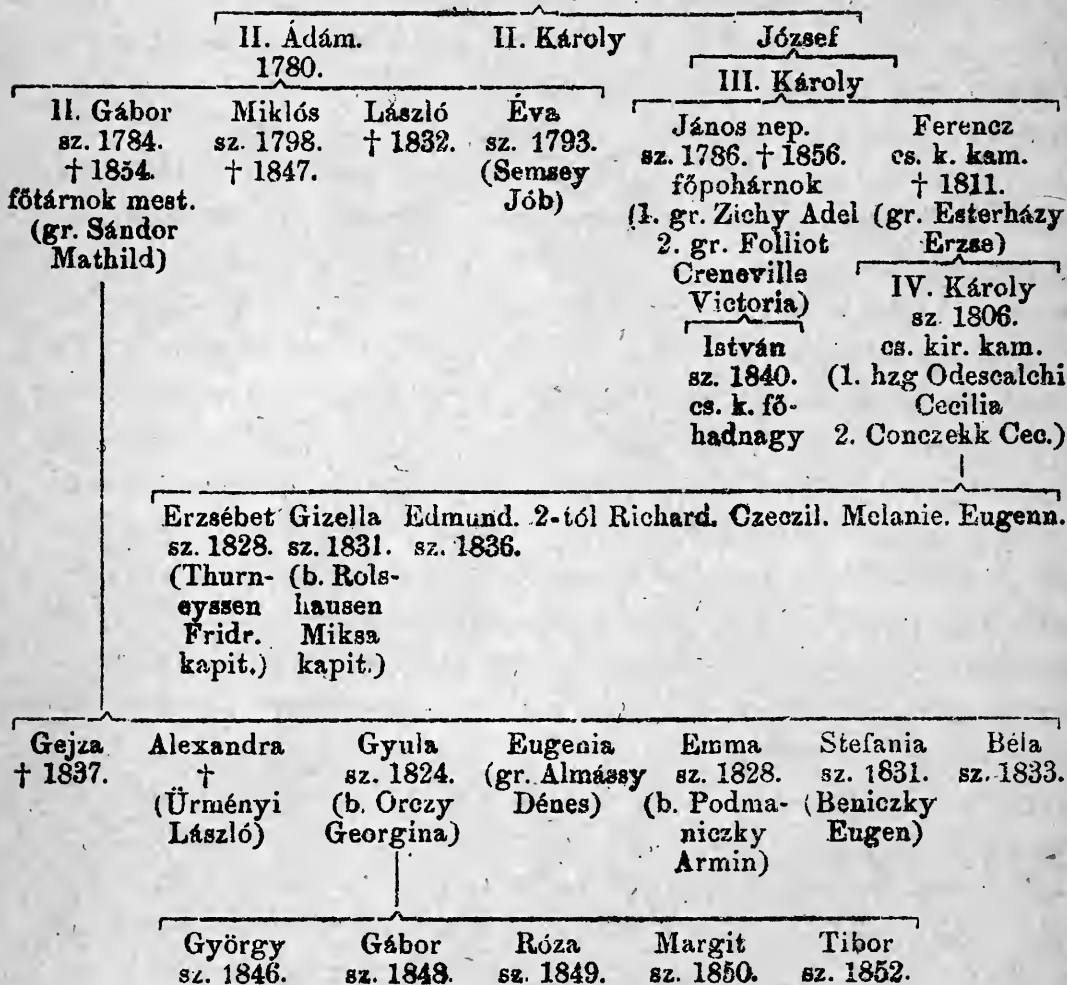 II. Ádám. II. Károly József
1780.
III. Károly
II. Gábor Miklós László Éva
sz. 1784. sz. 1798. † 1832. sz. 1793.
† 1854. † 1847. (Semsey
főtárnok mest. Jób)
(gr. Sándor
Mathild)
János nep. Ferencz
sz. 1786. † 1856. cs. k. kam.
főpohárnok † 1811.
(1. gr. Zichy Adel (gr. Esterházy
2. gr. Folliot Erzse)
Creneville
Victoria)
IV. Károly
sz. 1806.
cs. kir. kam.
(1. hzg Odescalchi
Cecilia
2. Conczekk Cec.)
István
sz. 1840.
cs. k. fő-
hadnagy
Erzsébet Gizella Edmund. 2-tól Richard. Czeczil. Melanie. Eugenn.
sz. 1828. sz. 1831. sz. 1836.
(Thurn- (b. Rols-
eyssen hausen
Fridr. Miksa
kapit.) kapit.)
Gejza Alexandra Gyula Eugenia Emma Stefania Béla
† 1837. † sz. 1824. (gr. Almássy sz. 1828. sz. 1831. sz. 1833.
(Ürményi (b. Orczy Dénes) (b. Podma- (Beniczky
László) Georgina) niczky Eugen)
Armin)
György Gábor Róza Margit Tibor
sz. 1846. sz. 1848. sz. 1849. sz. 1850. sz. 1852.